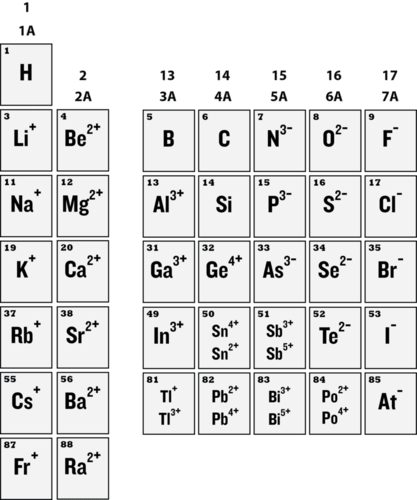 1
1A
1
H
2
2A
13 14 15 16 17
3A 4A 5A 6A 7A
3 4 5 6 7 8 9
Li⁺ Be²⁺ B C N³⁻ O²⁻ F⁻
11 12 13 14 15 16 17
Na⁺ Mg²⁺ Al³⁺ Si P³⁻ S²⁻ Cl⁻
19 20 31 32 33 34 35
K⁺ Ca²⁺ Ga³⁺ Ge⁴⁺ As³⁻ Se²⁻ Br⁻
37 38 49 50 51 52 53
Rb⁺ Sr²⁺ In³⁺ Sn⁴⁺ Sb³⁺ Te²⁻ I⁻
Sn²⁺ Sb⁵⁺
55 56 81 82 83 84 85
Cs⁺ Ba²⁺ Tl⁺ Pb²⁺ Bi³⁺ Po²⁺ At⁻
Tl³⁺ Pb⁴⁺ Bi⁵⁺ Po⁴⁺
87 88
Fr⁺ Ra²⁺